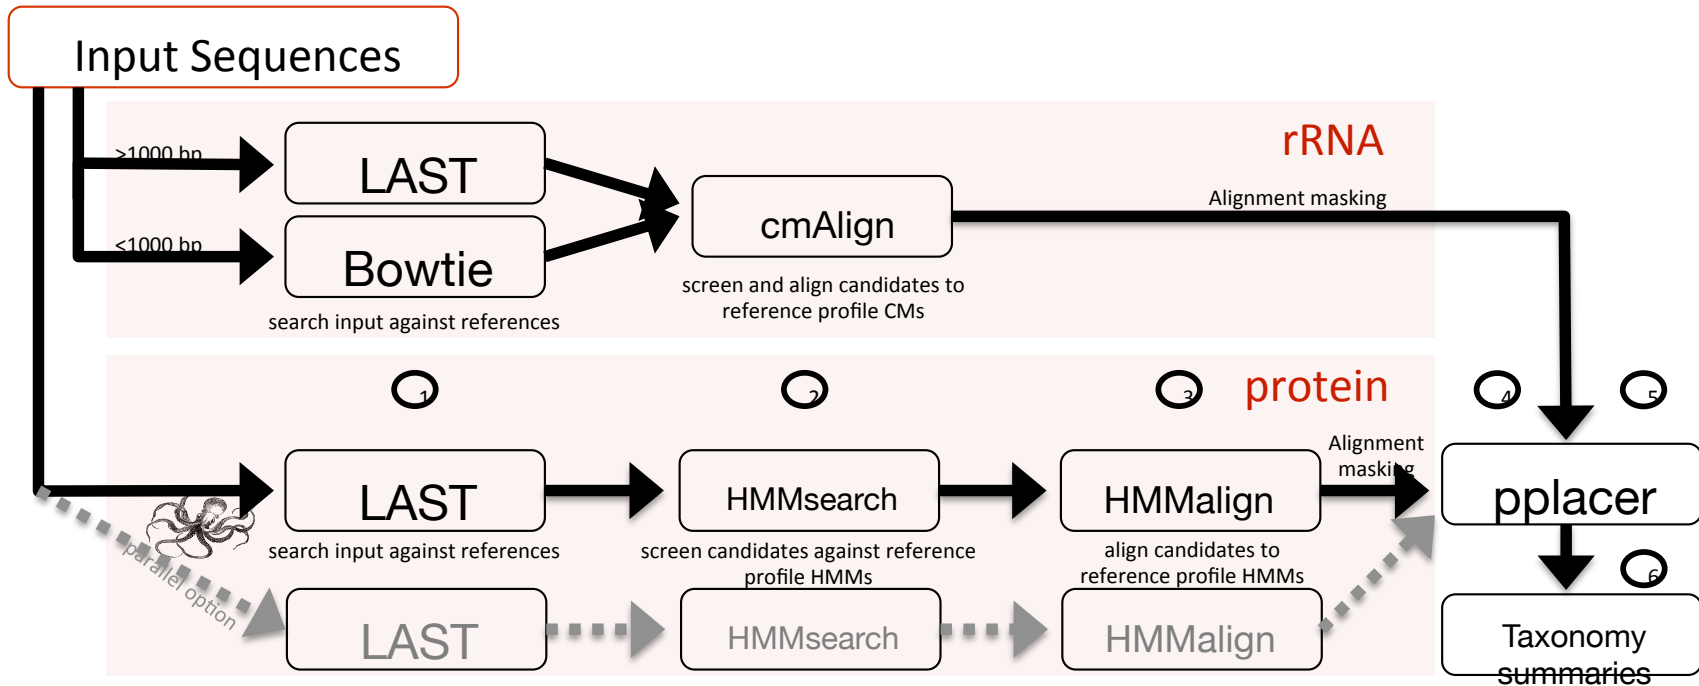 Input Sequences
rRNA
>1000 bp
LAST
Alignment masking
cmAlign
<1000 bp
Bowtie
screen and align candidates to
reference profile CMs
search input against references
protein
1
2
3
4
5
Alignment
masking
LAST
HMMsearch
HMMalign
pplacer
search input against references
screen candidates against reference
profile HMMs
align candidates to
reference profile HMMs
parallel option
6
LAST
HMMsearch
HMMalign
Taxonomy
summaries